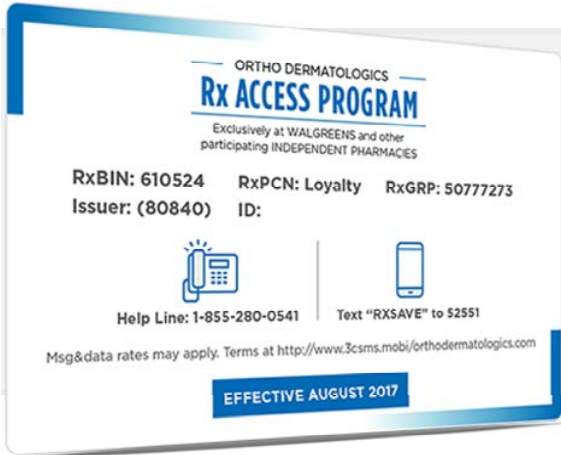 ORTHO DERMATOLOGICS
Rx ACCESS PROGRAM
Exclusively at WALGREENS and other
participating INDEPENDENT PHARMACIES
RxBIN: 610524 RxPCN: Loyalty RxGRP: 50777273
Issuer: (80840) ID:
Help Line: 1-855-280-0541 Text "RXSAVE" to 52551
Msg&data rates may apply. Terms at http://www.3csms.mobi/orthodermatologics.com
EFFECTIVE AUGUST 2017